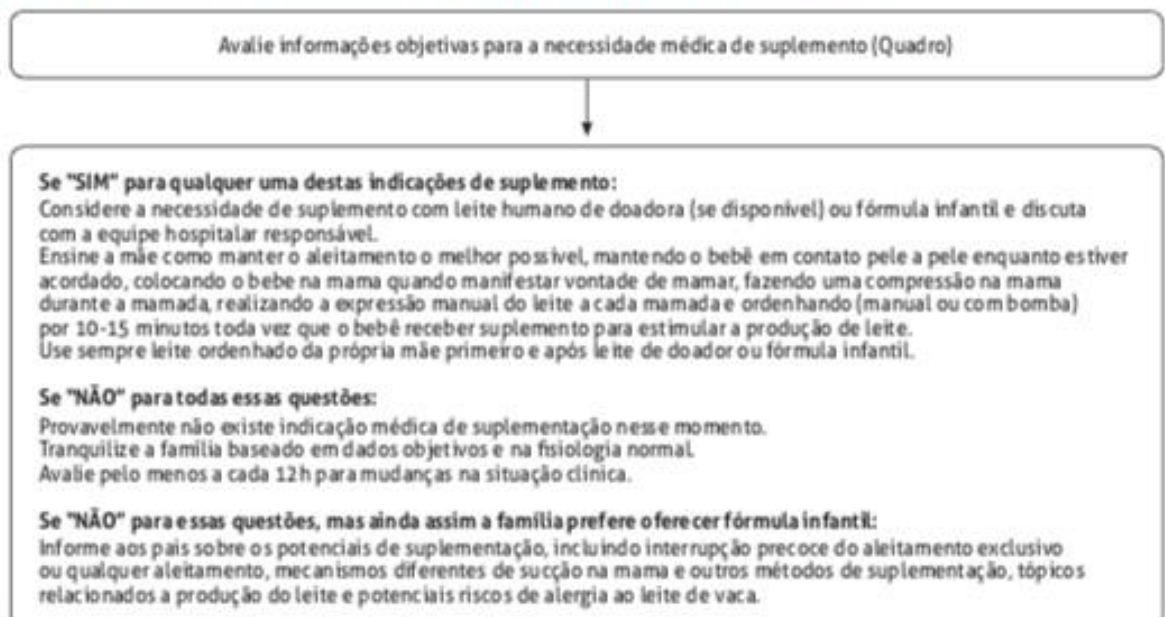 Avalie informações objetivas para a necessidade médica de suplemento (Quadro)
Se "SIM" para qualquer uma destas indicações de suplemento:
Considere a necessidade de suplemento com leite humano de doadora (se disponível) ou fórmula infantil e discuta
com a equipe hospitalar responsável.
Ensine a mãe como manter o aleitamento o melhor possível, mantendo o bebê em contato pele a pele enquanto estiver
acordado, colocando o bebe na mama quando manifestar vontade de mamar, fazendo uma compressão na mama
durante a mamada, realizando a expressão manual do leite a cada mamada e ordenhando (manual ou com bomba)
por 10-15 minutos toda vez que o bebê receber suplemento para estimular a produção de leite.
Use sempre leite ordenhado da própria mãe primeiro e após leite de doador ou fórmula infantil.
Se "NÃO" para todas essas questões:
Provavelmente não existe indicação médica de suplementação nesse momento.
Tranquilize a família baseado em dados objetivos e na fisiologia normal.
Avalie pelo menos a cada 12h para mudanças na situação clínica.
Se "NÃO" para essas questões, mas ainda assim a família prefere oferecer fórmula infantil:
Informe aos pais sobre os potenciais de suplementação, incluindo interrupção precoce do aleitamento exclusivo
ou qualquer aleitamento, mecanismos diferentes de sucção na mama e outros métodos de suplementação, tópicos
relacionados a produção do leite e potenciais riscos de alergia ao leite de vaca.